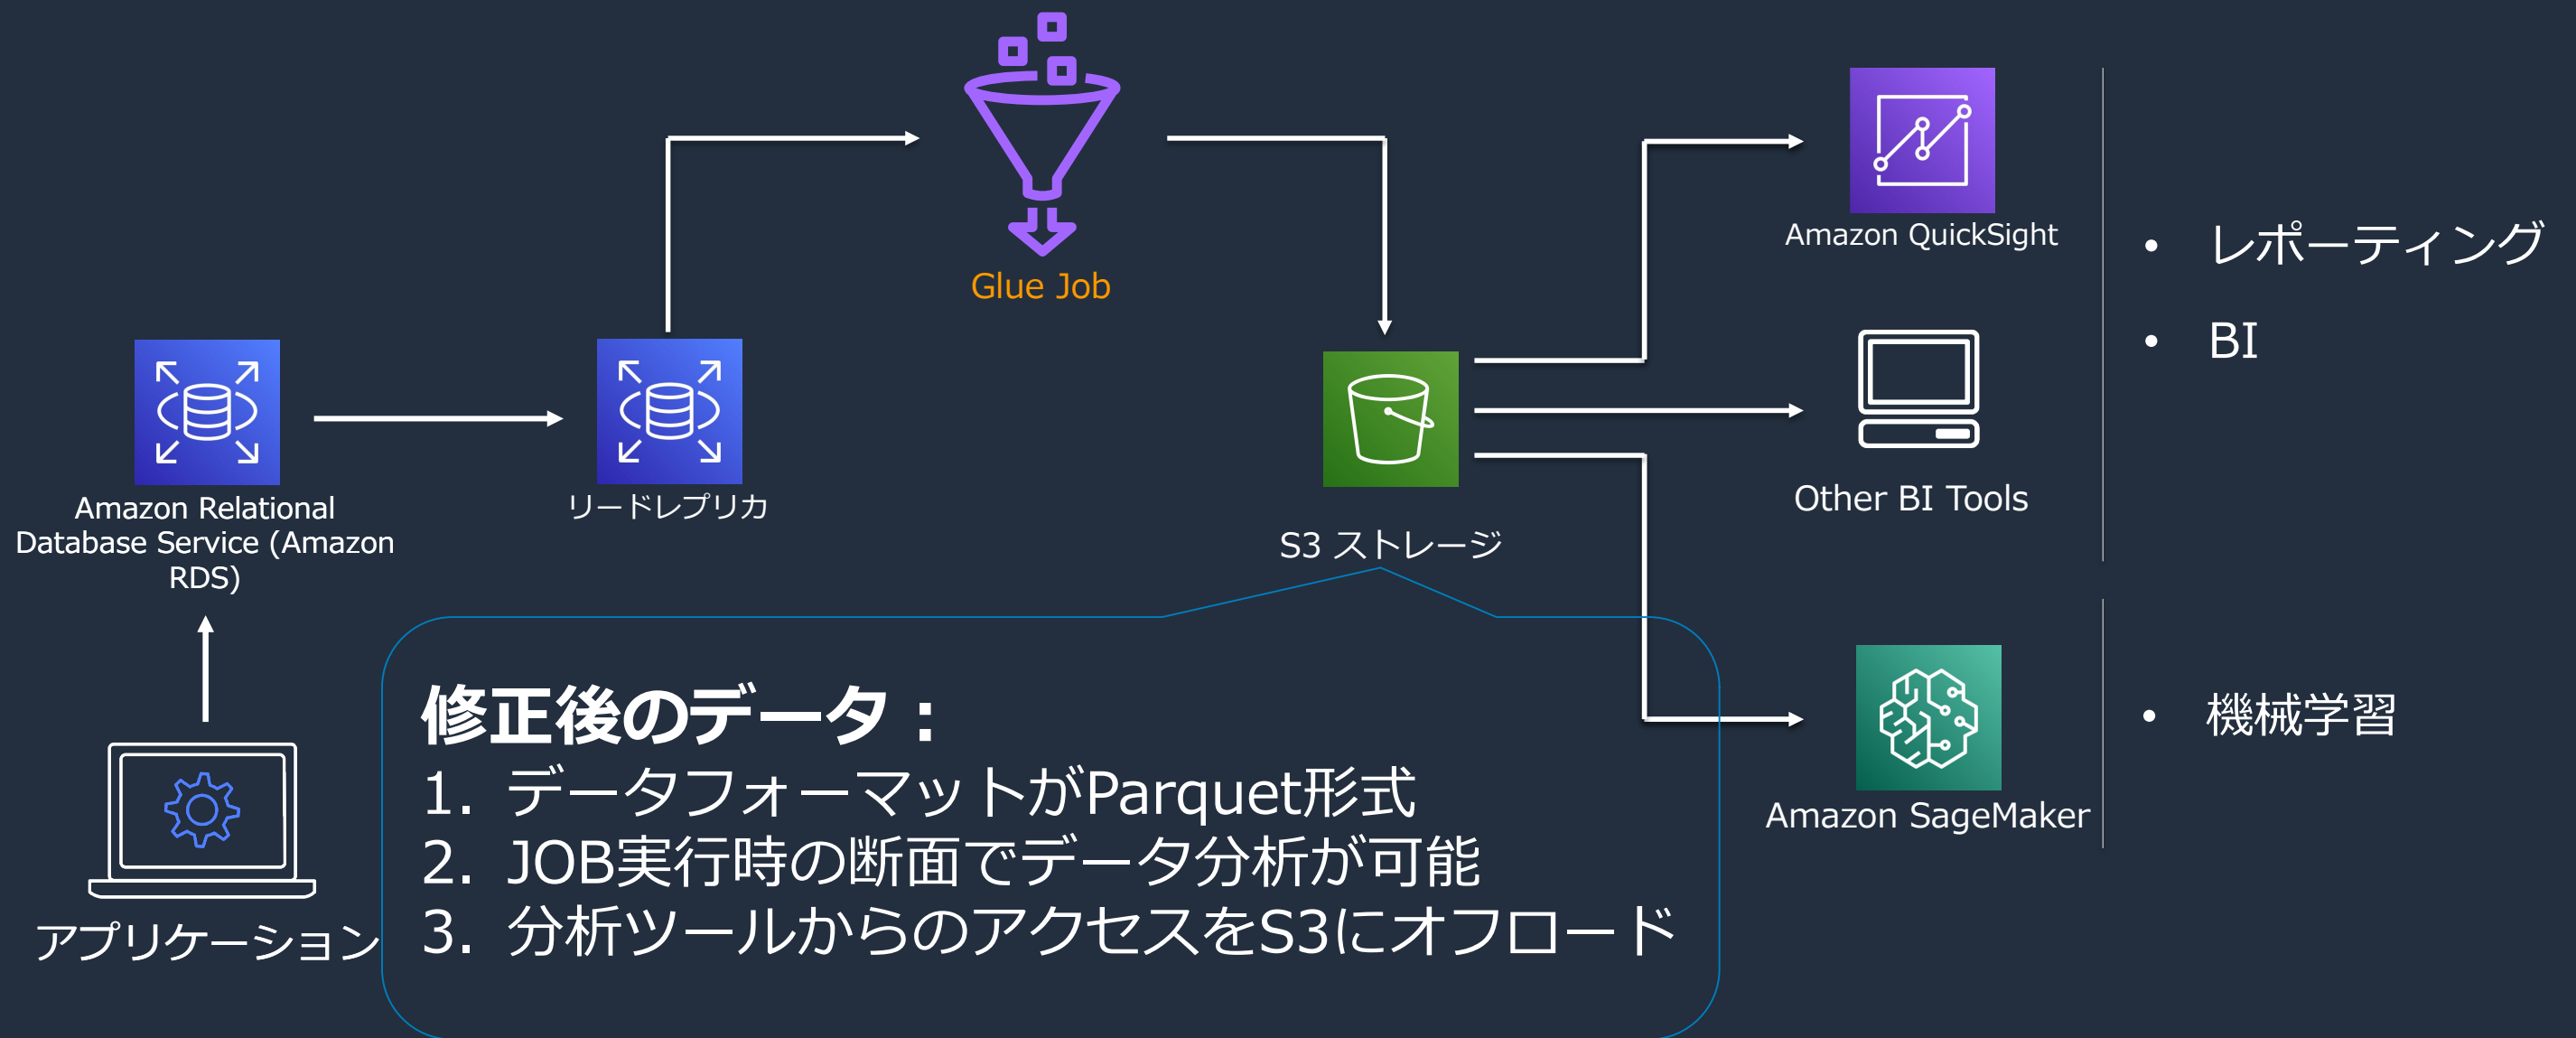 Glue Job
Amazon QuickSight
• レポーティング
• BI
Amazon Relational
Database Service (Amazon
RDS)
リードレプリカ
S3 ストレージ
Other BI Tools
アプリケーション
修正後のデータ：
1. データフォーマットがParquet形式
2. JOB実行時の断面でデータ分析が可能
3. 分析ツールからのアクセスをS3にオフロード
Amazon SageMaker
• 機械学習